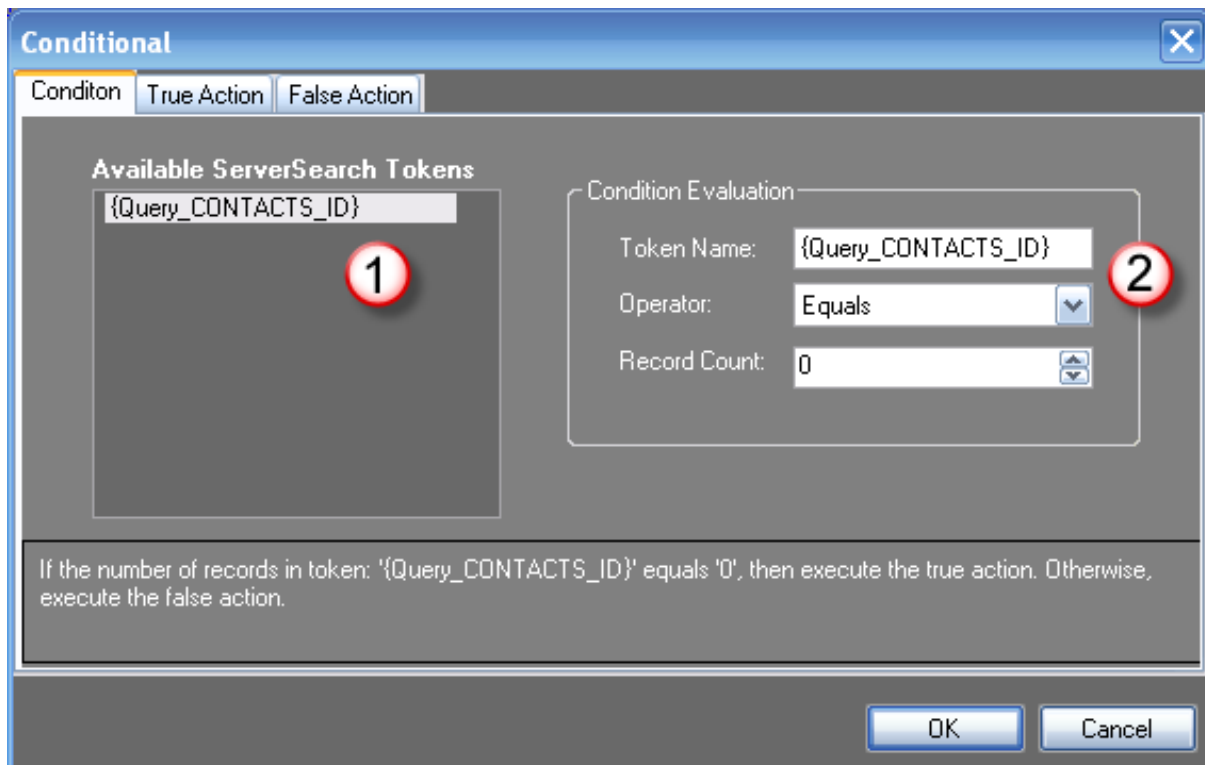 Conditional
Conditon True Action False Action
Available ServerSearch Tokens
{Query_CONTACTS_ID}
1
Condition Evaluation
Token Name: {Query_CONTACTS_ID}
2
Operator: Equals
Record Count: 0
If the number of records in token: '{Query_CONTACTS_ID}' equals '0', then execute the true action. Otherwise,
execute the false action.
OK Cancel